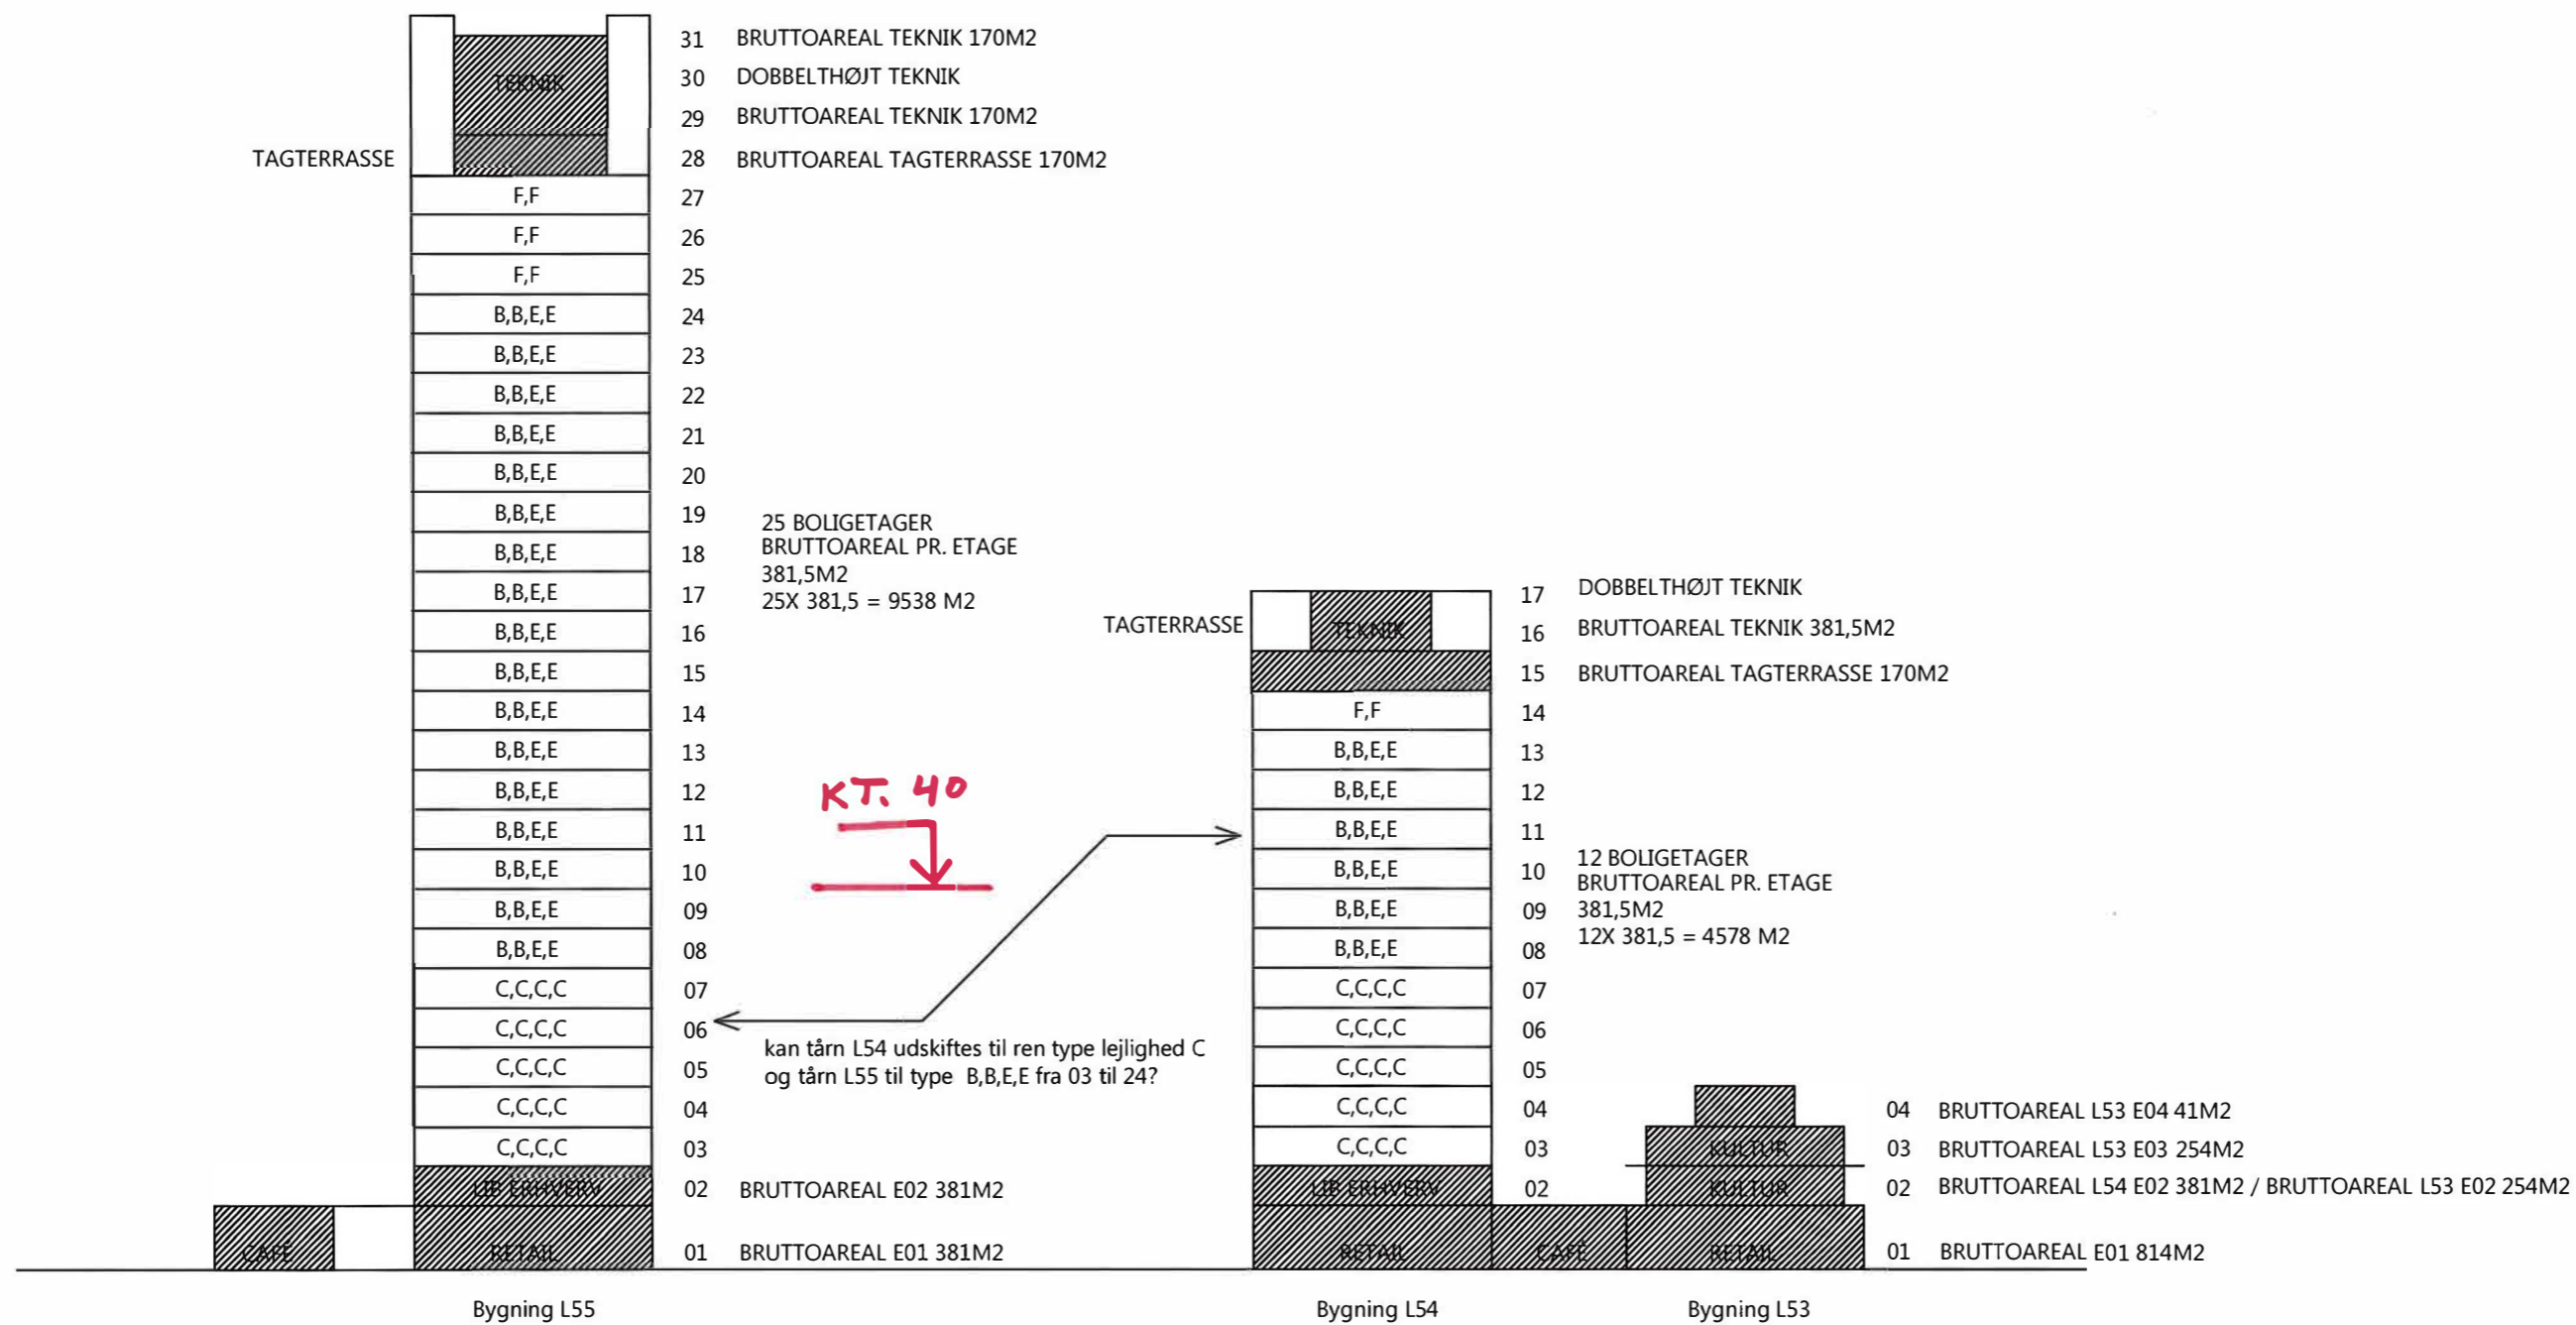 31 BRUTTOAREAL TEKNIK 170M2
TEKNIK
30 DOBBELTHØJT TEKNIK
29 BRUTTOAREAL TEKNIK 170M2
TAGTERRASSE
28 BRUTTOAREAL TAGTERRASSE 170M2
F,F 27
F,F 26
F,F 25
B,B,E,E 24
B,B,E,E 23
B,B,E,E 22
B,B,E,E 21
B,B,E,E 20
B,B,E,E 19
B,B,E,E 18
B,B,E,E 17
B,B,E,E 16
B,B,E,E 15
B,B,E,E 14
B,B,E,E 13
B,B,E,E 12
B,B,E,E 11
B,B,E,E 10
B,B,E,E 09
B,B,E,E 08
C,C,C,C 07
C,C,C,C 06
C,C,C,C 05
C,C,C,C 04
C,C,C,C 03
LIB ERHVERV 02 BRUTTOAREAL E02 381M2
CAFÉ
RETAIL 01 BRUTTOAREAL E01 381M2
Bygning L55
25 BOLIGETAGER
BRUTTOAREAL PR. ETAGE
381,5M2
25X 381,5 = 9538 M2
KT. 40
kan tårn L54 udskiftes til ren type lejlighed C
og tårn L55 til type B,B,E,E fra 03 til 24?
17 DOBBELTHØJT TEKNIK
TAGTERRASSE
TEKNIK
16 BRUTTOAREAL TEKNIK 381,5M2
15 BRUTTOAREAL TAGTERRASSE 170M2
F,F 14
B,B,E,E 13
B,B,E,E 12
B,B,E,E 11
B,B,E,E 10
B,B,E,E 09
B,B,E,E 08
C,C,C,C 07
C,C,C,C 06
C,C,C,C 05
C,C,C,C 04
C,C,C,C 03
LIB ERHVERV 02
RETAIL
CAFÉ
Bygning L54
12 BOLIGETAGER
BRUTTOAREAL PR. ETAGE
381,5M2
12X 381,5 = 4578 M2
04 BRUTTOAREAL L53 E04 41M2
KULTUR 03 BRUTTOAREAL L53 E03 254M2
KULTUR 02 BRUTTOAREAL L54 E02 381M2 / BRUTTOAREAL L53 E02 254M2
RETAIL 01 BRUTTOAREAL E01 814M2
Bygning L53